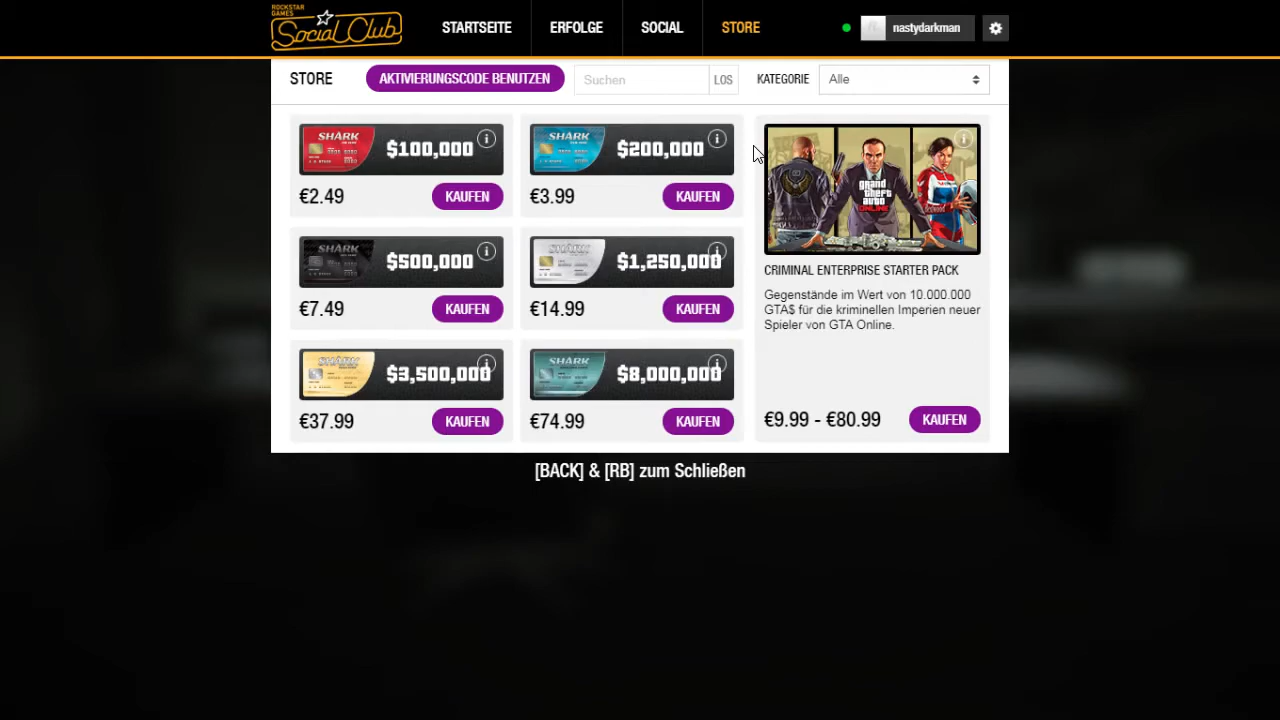 ROCKSTAR
GAMES
Social Club
STARTSEITE
ERFOLGE
SOCIAL
STORE
nastydarkman
STORE
AKTIVIERUNGSCODE BENUTZEN
Suchen
LOS
KATEGORIE
Alle
SHARK
$100,000
€2.49
KAUFEN
SHARK
$200,000
€3.99
KAUFEN
SHARK
$500,000
€7.49
KAUFEN
SHARK
$1,250,000
€14.99
KAUFEN
SHARK
$3,500,000
€37.99
KAUFEN
SHARK
$8,000,000
€74.99
KAUFEN
grand
theft
auto
ONLINE
CRIMINAL ENTERPRISE STARTER PACK
Gegenstände im Wert von 10.000.000
GTA$ für die kriminellen Imperien neuer
Spieler von GTA Online.
€9.99 - €80.99
KAUFEN
[BACK] & [RB] zum Schließen